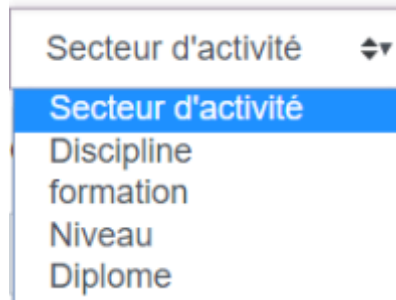 Secteur d'activité
Secteur d'activité
Discipline
formation
Niveau
Diplome